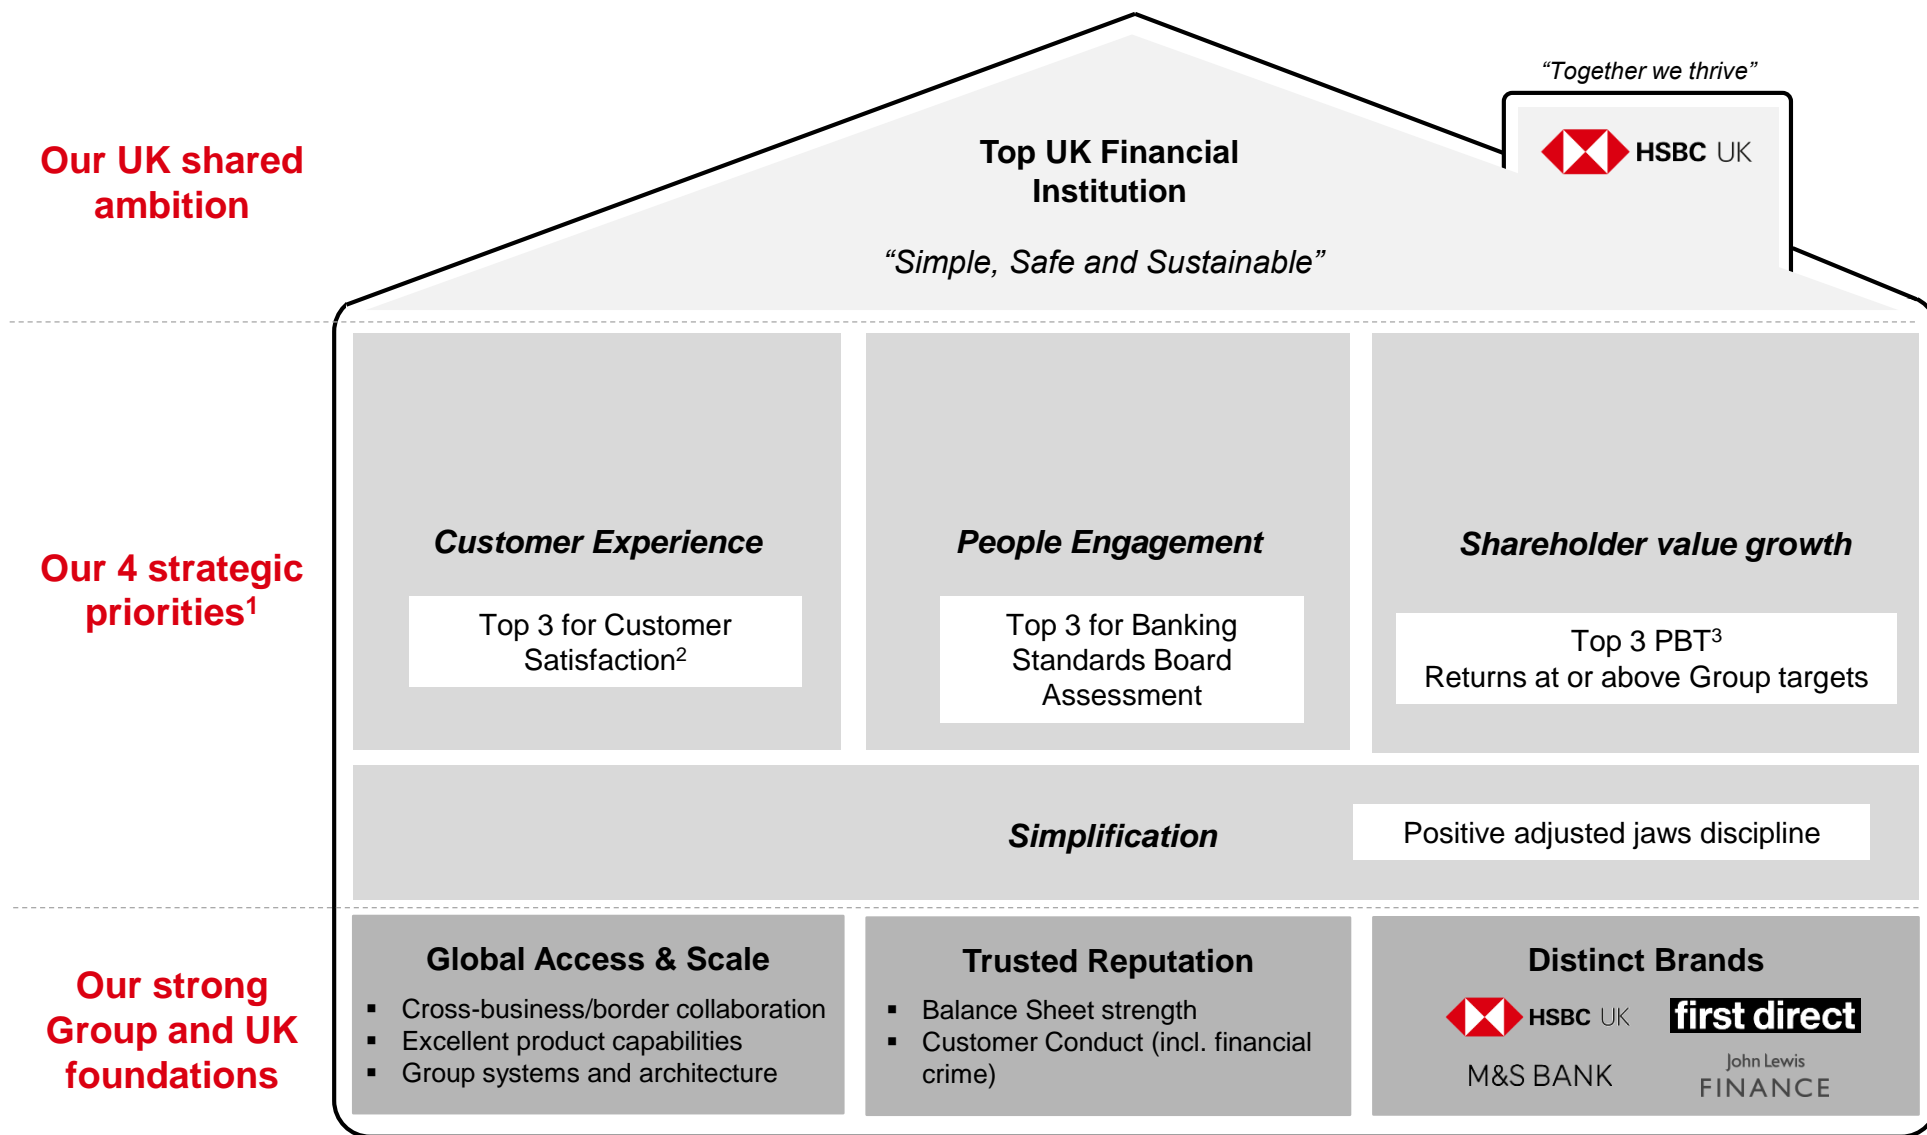 “Together we thrive”
HSBC UK
Our UK shared
ambition
Top UK Financial
Institution
“Simple, Safe and Sustainable”
Our 4 strategic
priorities¹
Customer Experience
Top 3 for Customer
Satisfaction²
People Engagement
Top 3 for Banking
Standards Board
Assessment
Shareholder value growth
Top 3 PBT³
Returns at or above Group targets
Simplification
Positive adjusted jaws discipline
Our strong
Group and UK
foundations
Global Access & Scale
▪ Cross-business/border collaboration
▪ Excellent product capabilities
▪ Group systems and architecture
Trusted Reputation
▪ Balance Sheet strength
▪ Customer Conduct (incl. financial
crime)
Distinct Brands
HSBC UK
first direct
M&S BANK
John Lewis
FINANCE